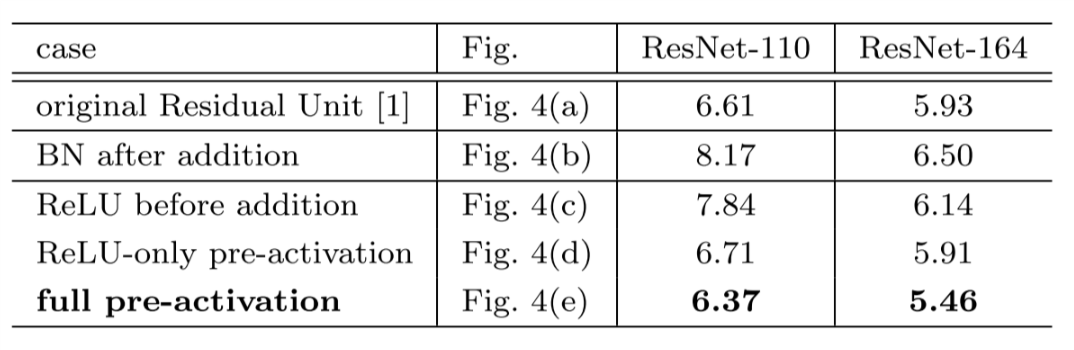 case Fig. ResNet-110 ResNet-164
original Residual Unit [1] Fig. 4(a) 6.61 5.93
BN after addition Fig. 4(b) 8.17 6.50
ReLU before addition Fig. 4(c) 7.84 6.14
ReLU-only pre-activation Fig. 4(d) 6.71 5.91
full pre-activation Fig. 4(e) 6.37 5.46